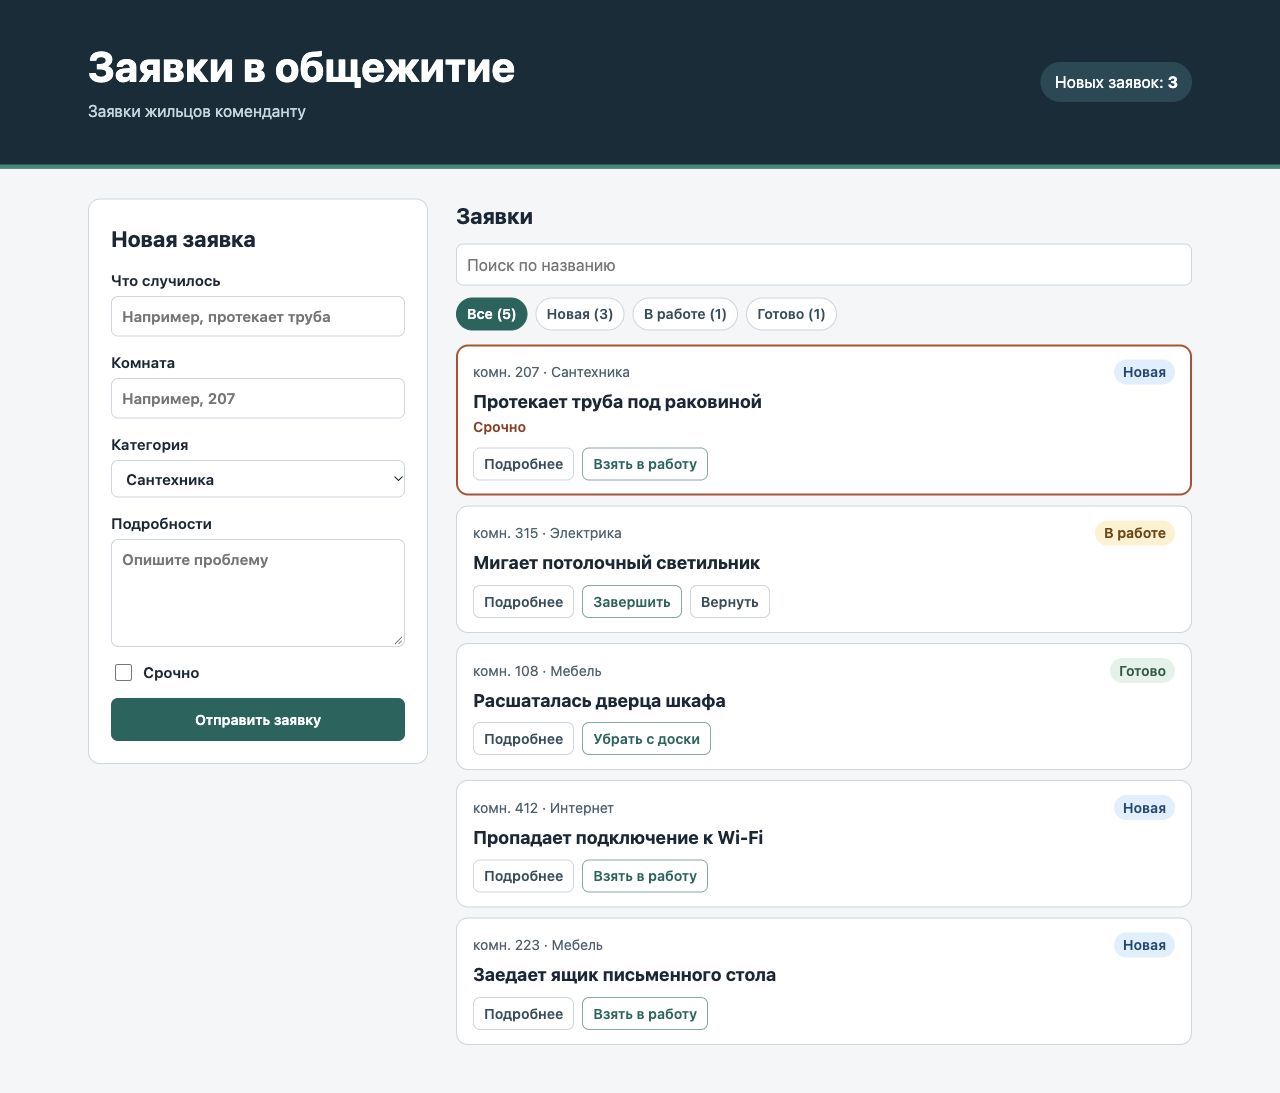 Заявки в общежитие
Заявки жильцов коменданту
Новых заявок: 3
Новая заявка
Что случилось
Например, протекает труба
Комната
Например, 207
Категория
Сантехника
Подробности
Опишите проблему
Срочно
Отправить заявку
Заявки
Поиск по названию
Все (5) Новая (3) В работе (1) Готово (1)
комн. 207 · Сантехника Новая
Протекает труба под раковиной
Срочно
Подробнее Взять в работу
комн. 315 · Электрика В работе
Мигает потолочный светильник
Подробнее Завершить Вернуть
комн. 108 · Мебель Готово
Расшаталась дверца шкафа
Подробнее Убрать с доски
комн. 412 · Интернет Новая
Пропадает подключение к Wi-Fi
Подробнее Взять в работу
комн. 223 · Мебель Новая
Заедает ящик письменного стола
Подробнее Взять в работу